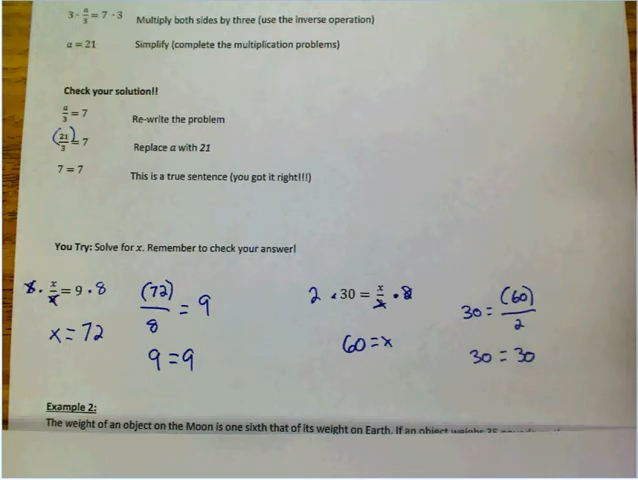 3 · a/3 = 7 · 3 Multiply both sides by three (use the inverse operation)
a = 21 Simplify (complete the multiplication problems)
Check your solution!!
a/3 = 7 Re-write the problem
(21)/3 = 7 Replace a with 21
7 = 7 This is a true sentence (you got it right!!!)
You Try: Solve for x. Remember to check your answer!
8 · x/8 = 9 · 8 (72)/8 = 9 2 · 30 = x/2 · 2 30 = (60)/2
x = 72 9 = 9 60 = x 30 = 30
Example 2:
The weight of an object on the Moon is one sixth that of its weight on Earth. If an object weighs 35